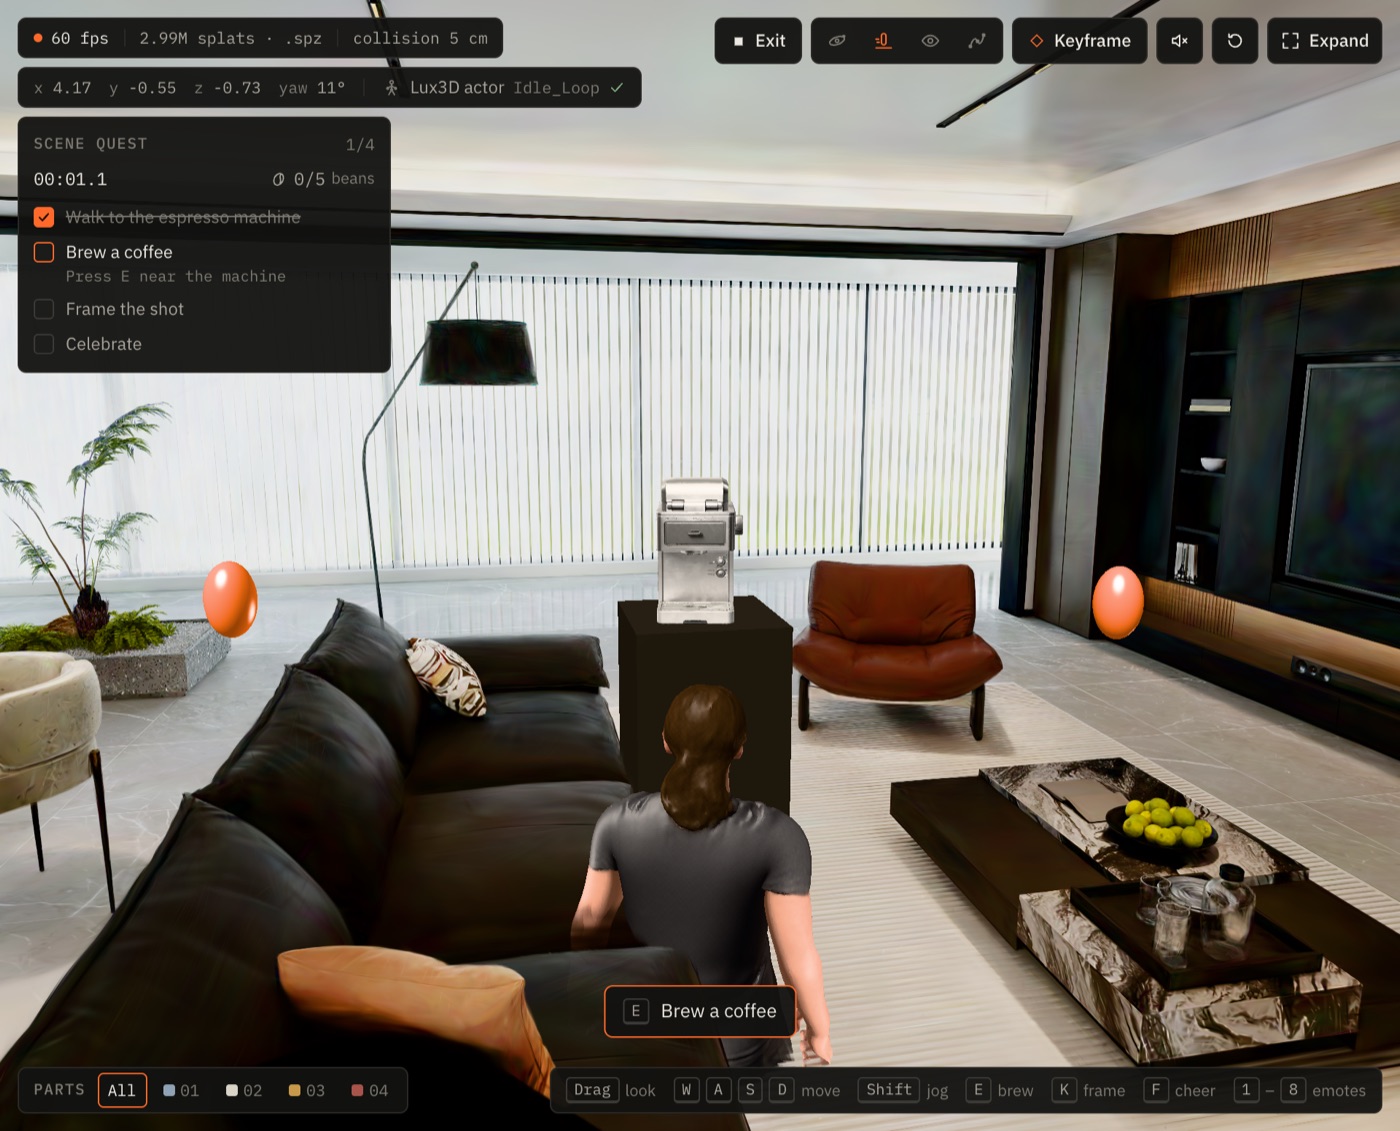 60 fps 2.99M splats · .spz collision 5 cm
Exit Keyframe Expand
x 4.17 y -0.55 z -0.73 yaw 11° Lux3D actor Idle_Loop ✓
SCENE QUEST 1/4
00:01.1 0/5 beans
Walk to the espresso machine
Brew a coffee
Press E near the machine
Frame the shot
Celebrate
E Brew a coffee
PARTS All 01 02 03 04
Drag look W A S D move Shift jog E brew K frame F cheer 1 – 8 emotes